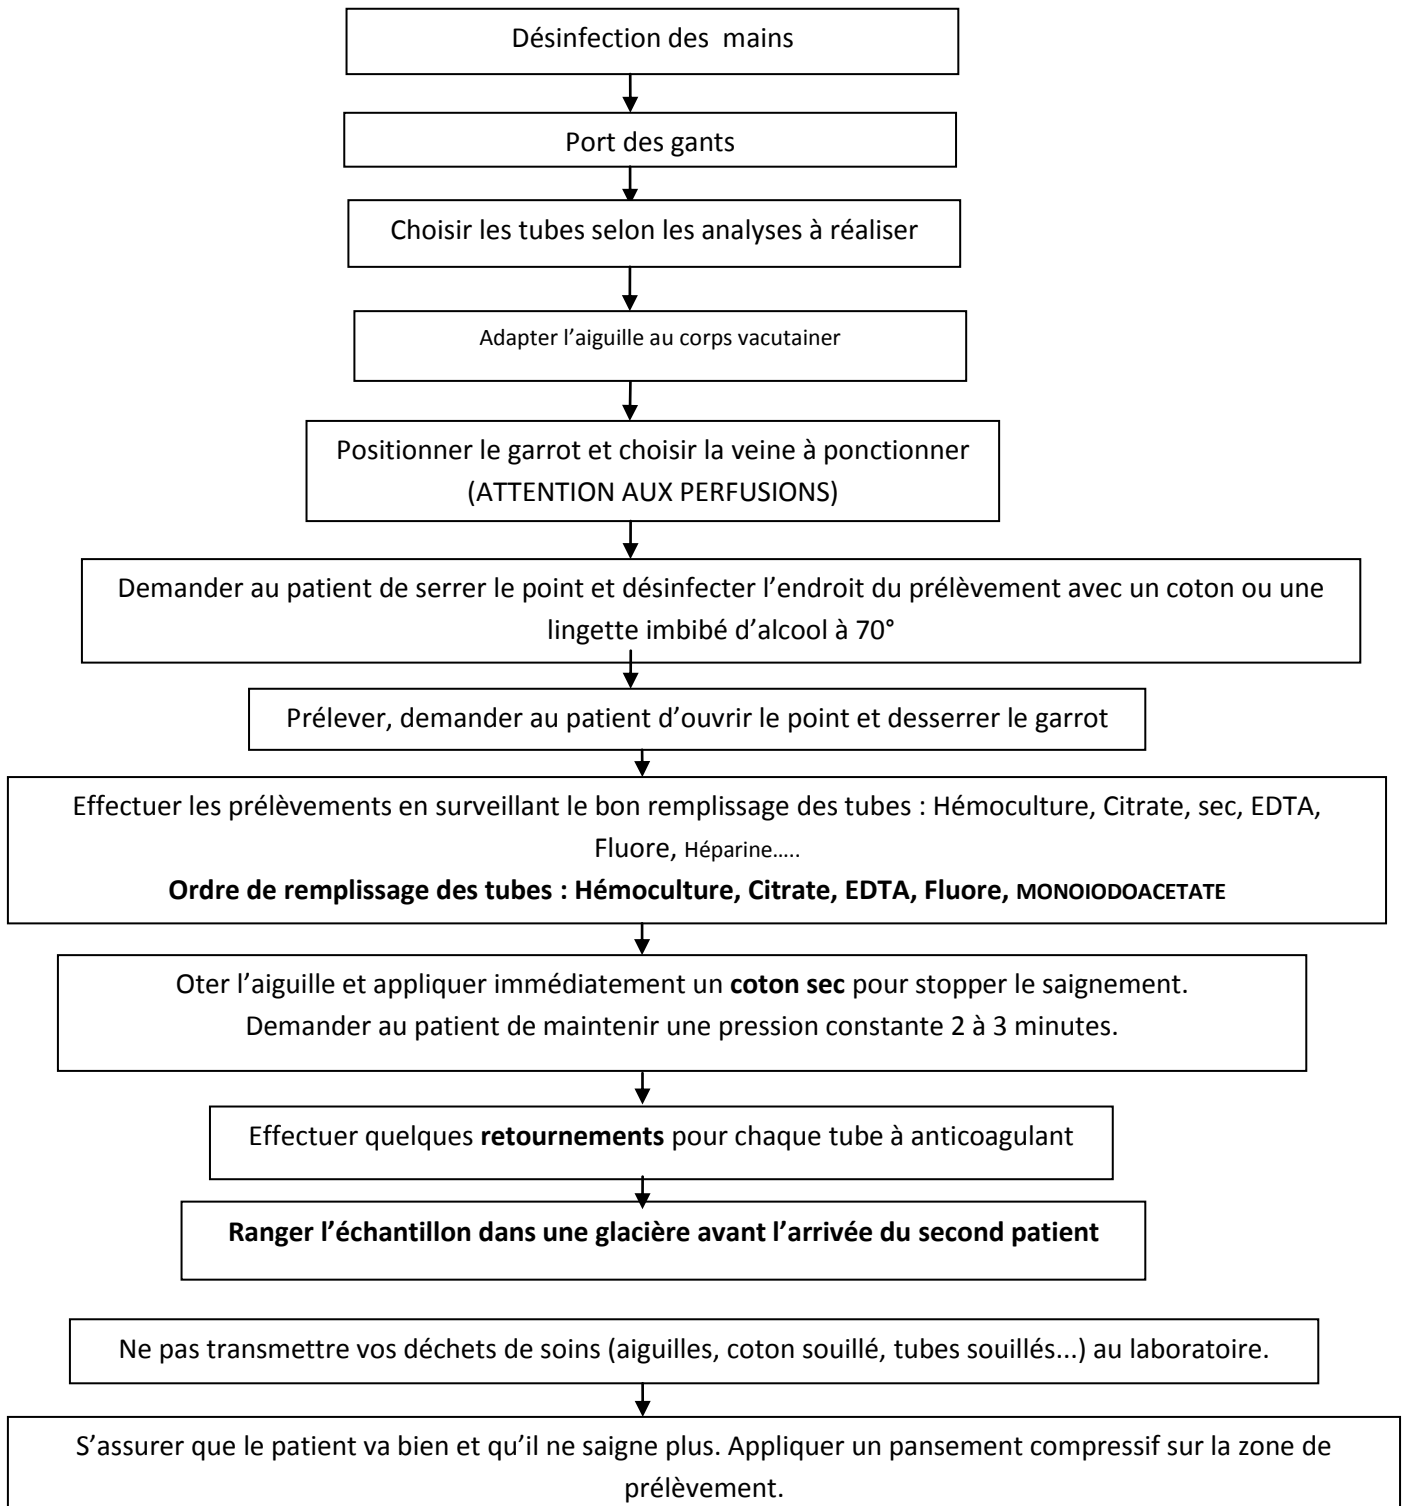 Désinfection des mains
Port des gants
Choisir les tubes selon les analyses à réaliser
Adapter l’aiguille au corps vacutainer
Positionner le garrot et choisir la veine à ponctionner
(ATTENTION AUX PERFUSIONS)
Demander au patient de serrer le point et désinfecter l’endroit du prélèvement avec un coton ou une
lingette imbibé d’alcool à 70°
Prélever, demander au patient d’ouvrir le point et desserrer le garrot
Effectuer les prélèvements en surveillant le bon remplissage des tubes : Hémoculture, Citrate, sec, EDTA,
Fluore, Héparine…..
Ordre de remplissage des tubes : Hémoculture, Citrate, EDTA, Fluore, MONOIODOACETATE
Oter l’aiguille et appliquer immédiatement un coton sec pour stopper le saignement.
Demander au patient de maintenir une pression constante 2 à 3 minutes.
Effectuer quelques retournements pour chaque tube à anticoagulant
Ranger l’échantillon dans une glacière avant l’arrivée du second patient
Ne pas transmettre vos déchets de soins (aiguilles, coton souillé, tubes souillés...) au laboratoire.
S’assurer que le patient va bien et qu’il ne saigne plus. Appliquer un pansement compressif sur la zone de
prélèvement.